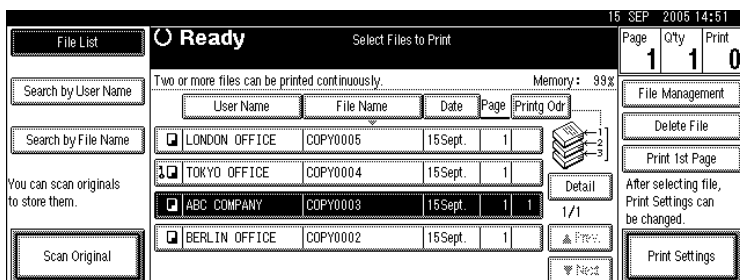 15 SEP 2005 14:51
File List
Ready
Select Files to Print
Page Q'ty Print
1 1 0
Search by User Name
Search by File Name
You can scan originals
to store them.
Scan Original
Two or more files can be printed continuously.
Memory: 99%
User Name File Name Date Page Printg Odr
LONDON OFFICE COPY0005 15Sept. 1
TOKYO OFFICE COPY0004 15Sept. 1
ABC COMPANY COPY0003 15Sept. 1 1
BERLIN OFFICE COPY0002 15Sept. 1
1
2
3
Detail
1/1
▲ Prev.
▼ Next
File Management
Delete File
Print 1st Page
After selecting file,
Print Settings can
be changed.
Print Settings